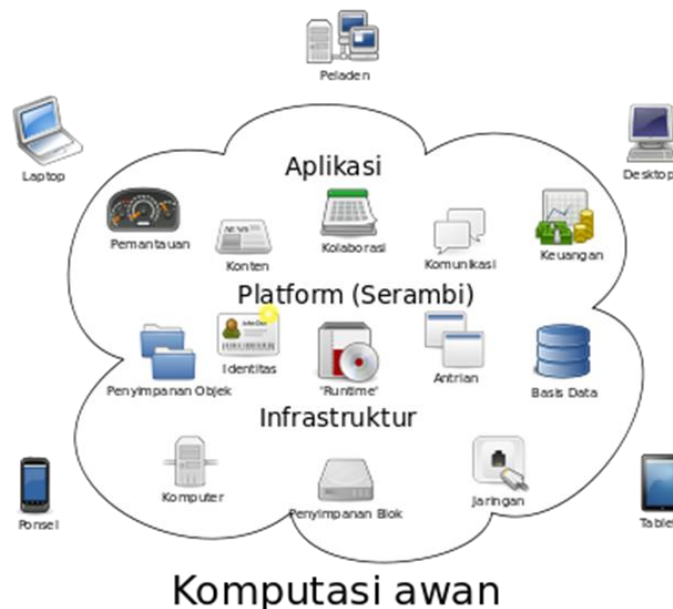 Peladen
Laptop
Desktop
Aplikasi
Pemantauan
NEWS
Konten
Kolaborasi
Komunikasi
Keuangan
Platform (Serambi)
Penyimpanan Objek
Identitas
'Runtime'
Antrian
Basis Data
Infrastruktur
Komputer
Penyimpanan Blok
Jaringan
Ponsel
Tablet
Komputasi awan